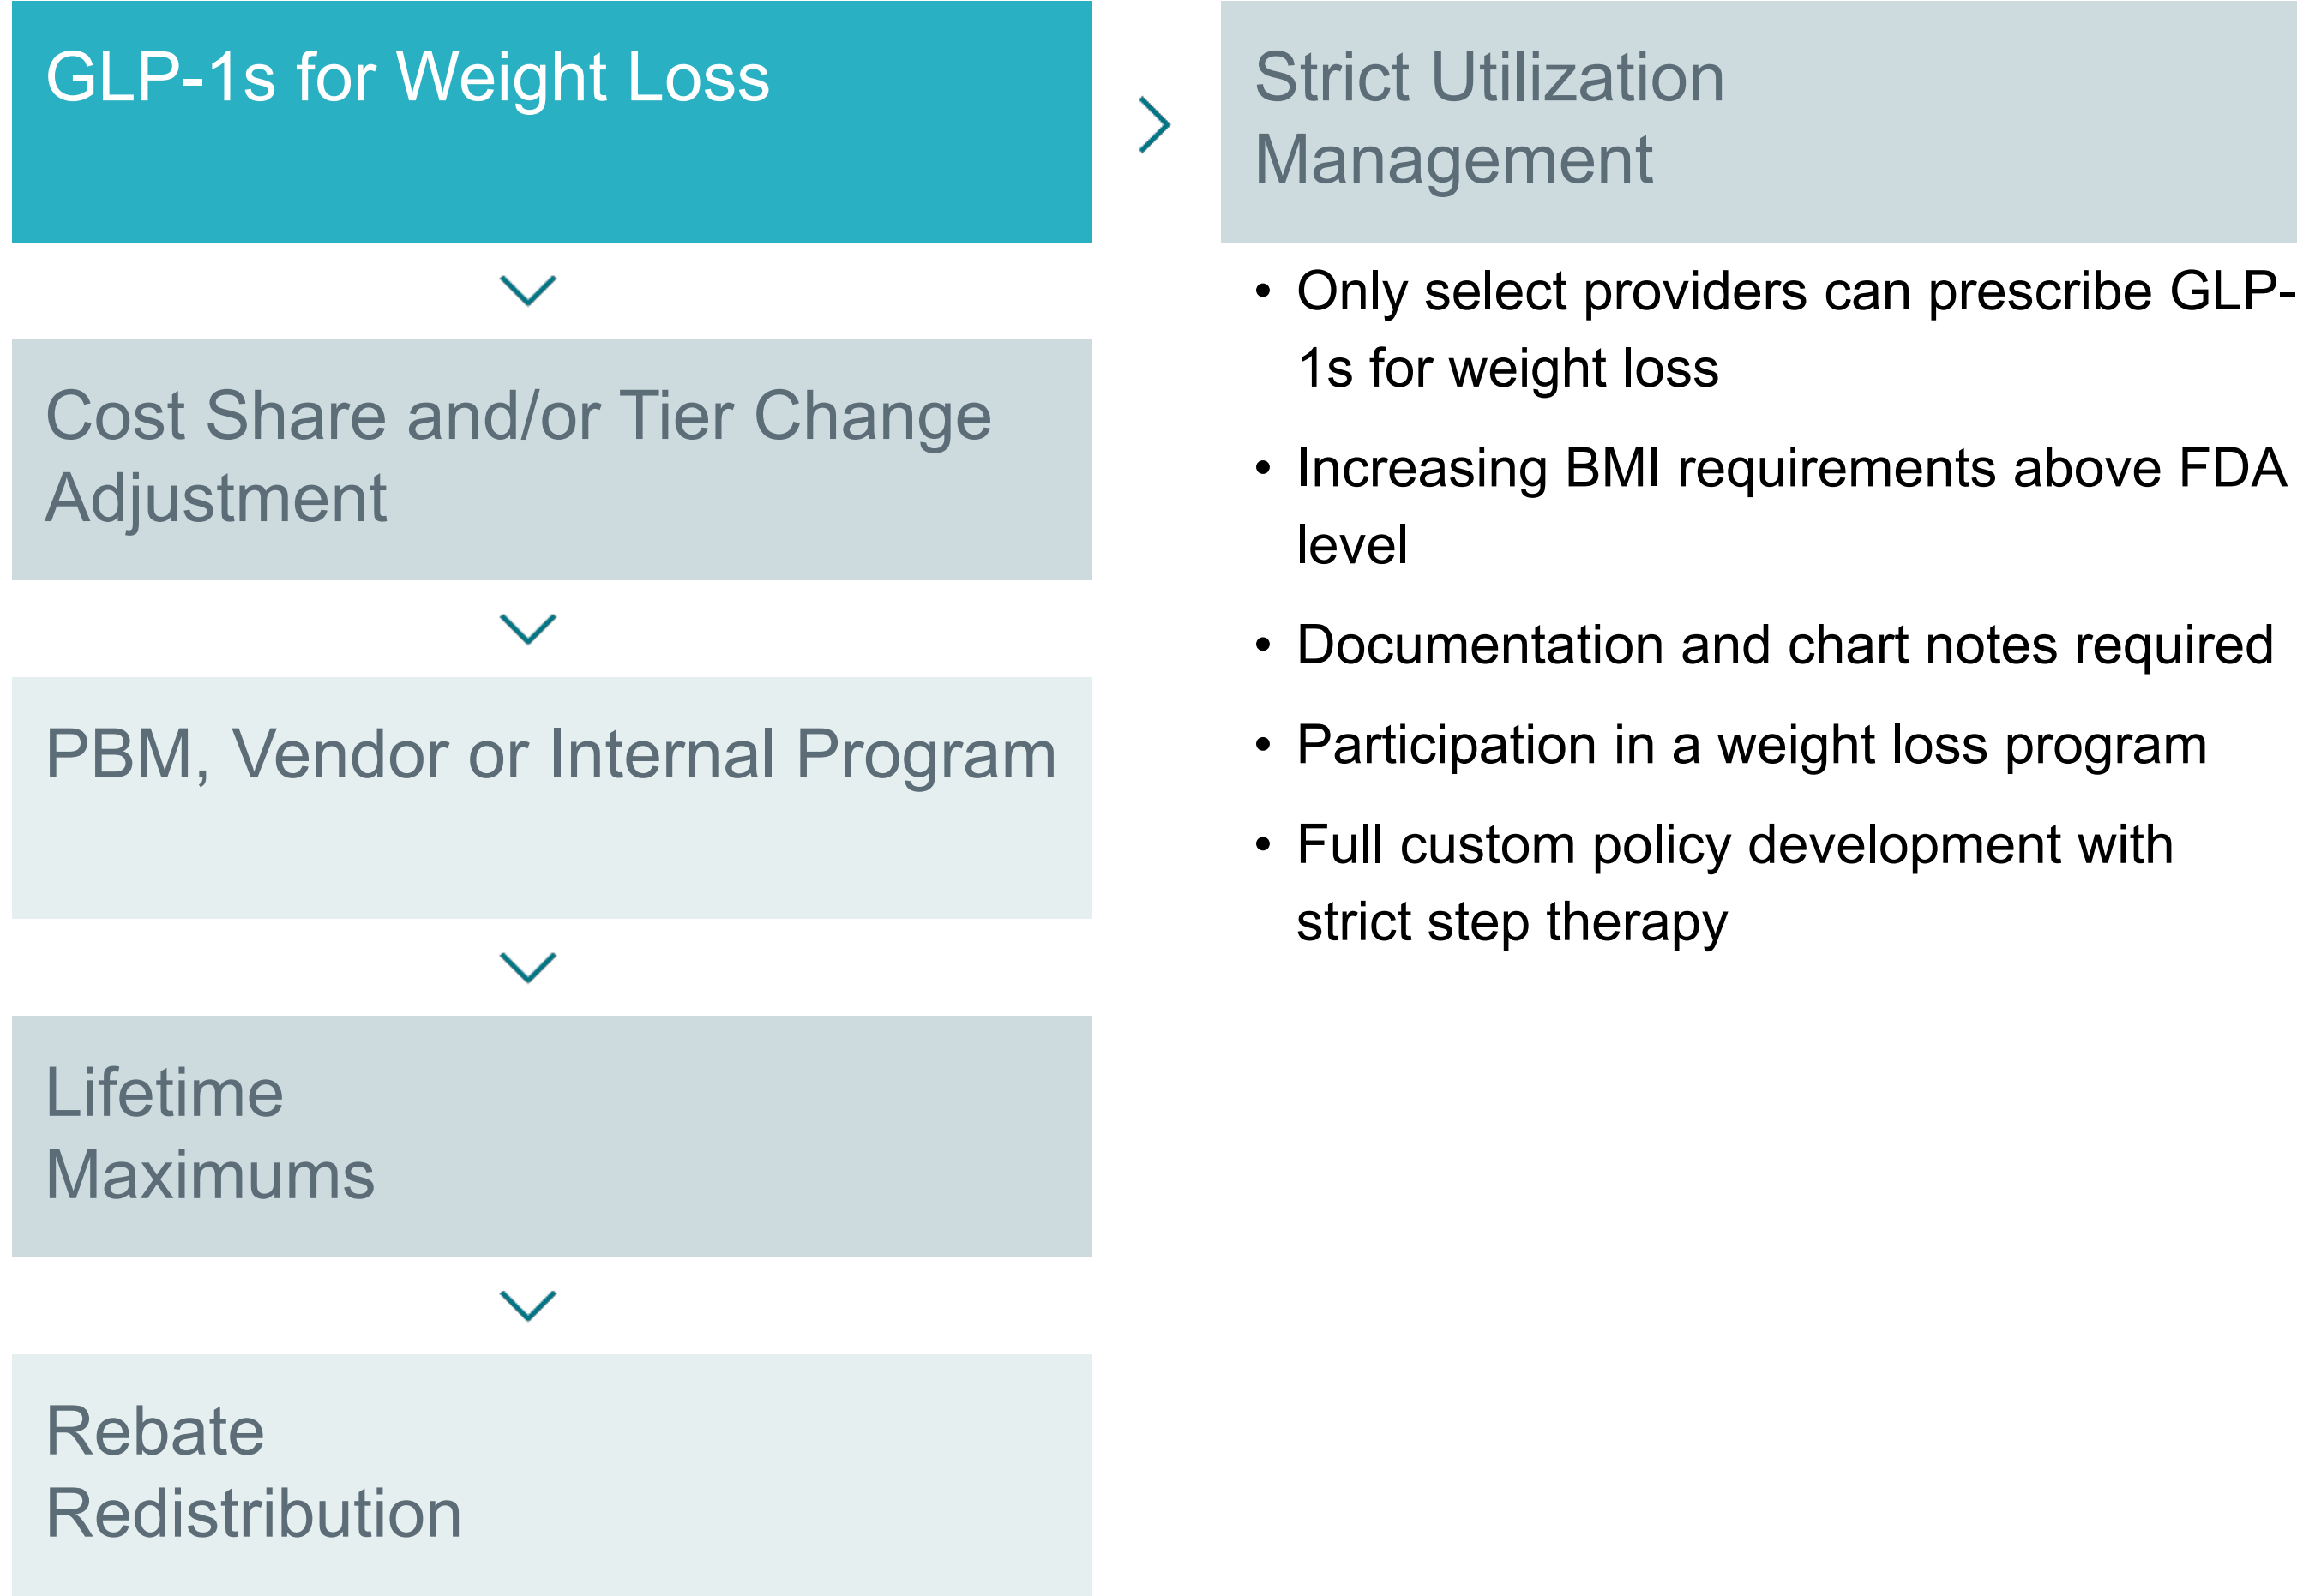 GLP-1s for Weight Loss
Strict Utilization
Management
• Only select providers can prescribe GLP-
1s for weight loss
• Increasing BMI requirements above FDA
level
• Documentation and chart notes required
• Participation in a weight loss program
• Full custom policy development with
strict step therapy
Cost Share and/or Tier Change
Adjustment
PBM, Vendor or Internal Program
Lifetime
Maximums
Rebate
Redistribution